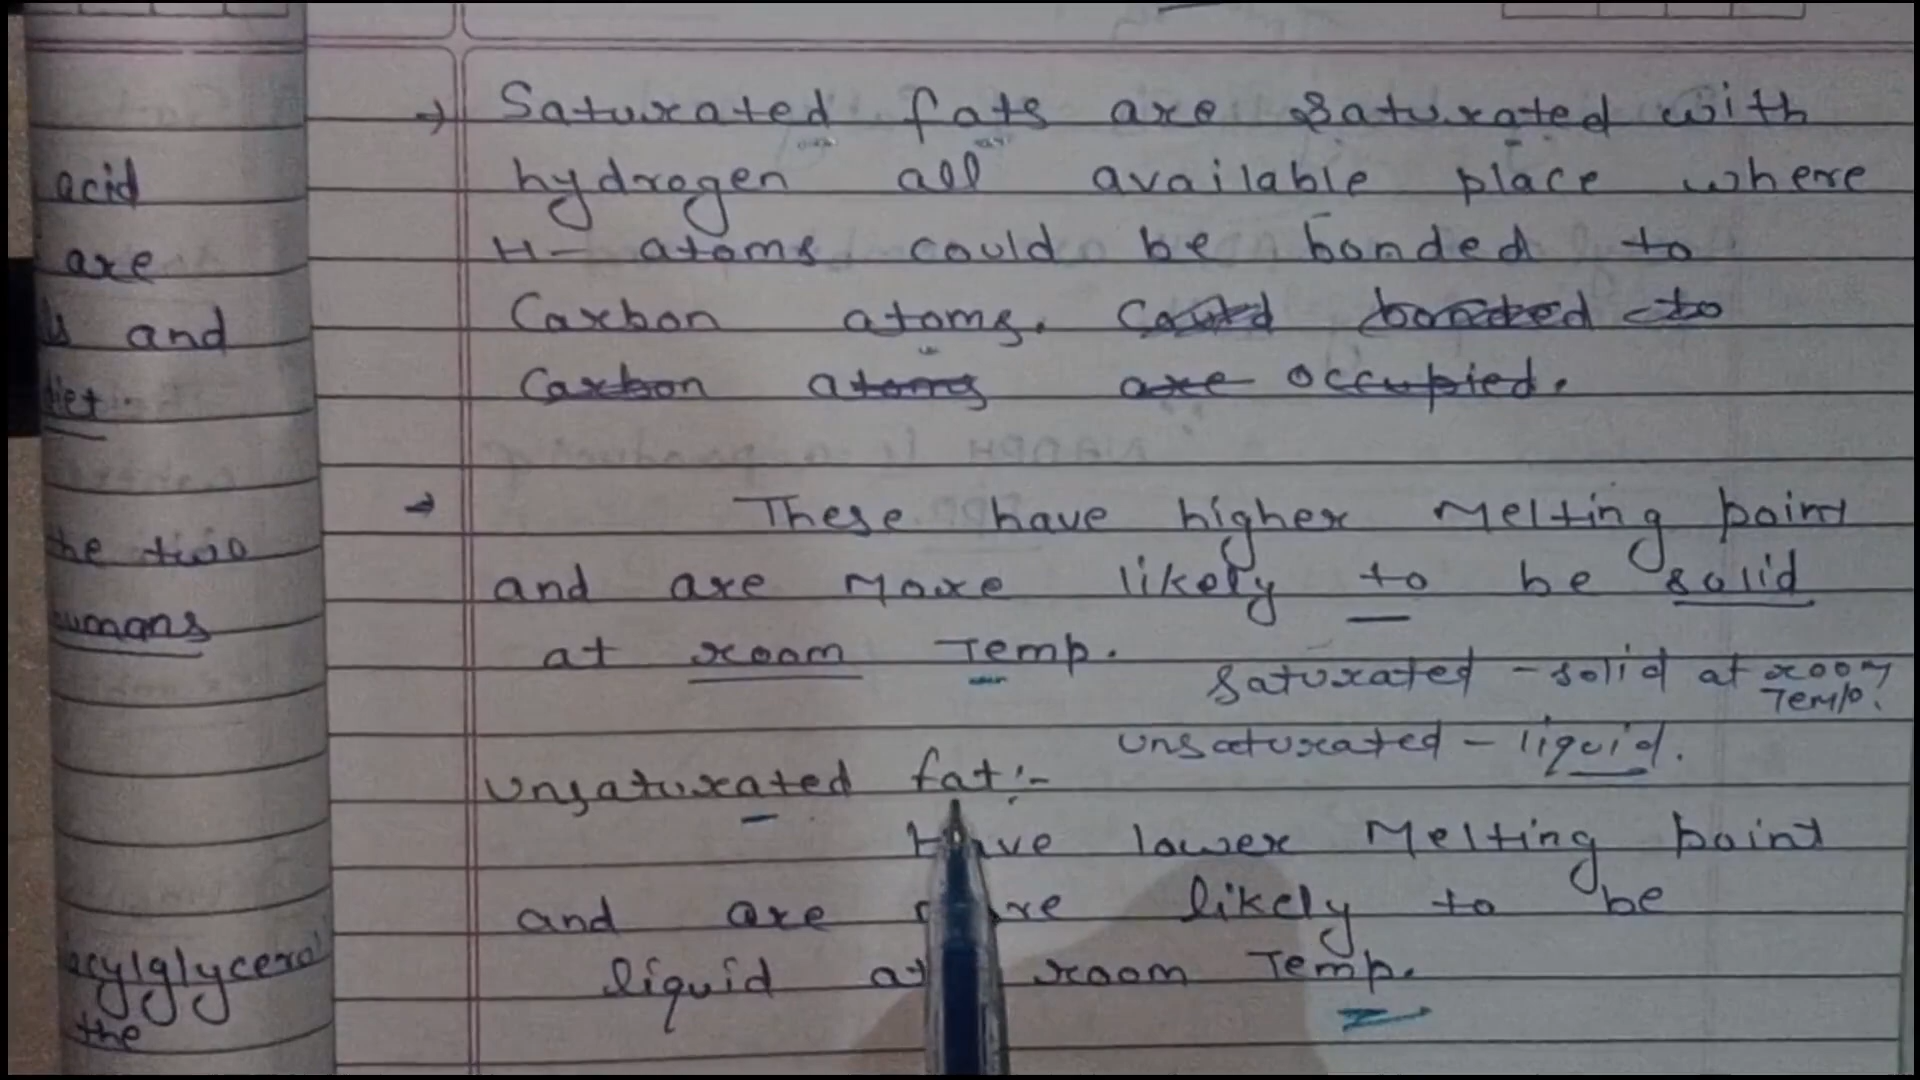 acid
are
and
diet.
the two
humans
acylglycerol
the
→ Saturated fats are saturated with
hydrogen all available place where
H- atoms could be bonded to
Carbon atoms. Could bonded to
Carbon atoms are occupied.
→ These have higher Melting point
and are More likely to be solid
at room Temp.
Saturated - solid at room
Temp.
unsaturated - liquid.
unsaturated fat:-
Have lower Melting point
and are likely to be
liquid at room Temp.